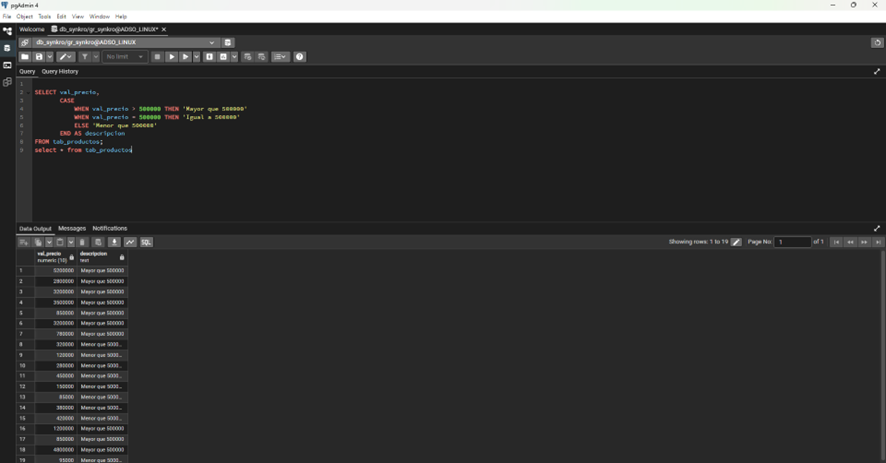 pgAdmin 4
File Object Tools Edit View Window Help
Welcome db_synkro/gr_synkro@ADSO_LINUX*
db_synkro/gr_synkro@ADSO_LINUX
No limit
Query Query History
1
2 SELECT val_precio,
3 CASE
4 WHEN val_precio > 500000 THEN 'Mayor que 500000'
5 WHEN val_precio = 500000 THEN 'Igual a 500000'
6 ELSE 'Menor que 500000'
7 END AS descripcion
8 FROM tab_productos;
9 select * from tab_productos
Data Output Messages Notifications
SQL
Showing rows: 1 to 19 Page No: 1 of 1
val_precio descripcion
numeric (10) text
1 3200000 Mayor que 500000
2 2800000 Mayor que 500000
3 3200000 Mayor que 500000
4 3500000 Mayor que 500000
5 850000 Mayor que 500000
6 3200000 Mayor que 500000
7 780000 Mayor que 500000
8 320000 Menor que 5000...
9 120000 Menor que 5000...
10 280000 Menor que 5000...
11 450000 Menor que 5000...
12 150000 Menor que 5000...
13 85000 Menor que 5000...
14 380000 Menor que 5000...
15 420000 Menor que 5000...
16 1200000 Mayor que 500000
17 850000 Mayor que 500000
18 4000000 Mayor que 500000
19 95000 Menor que 5000...